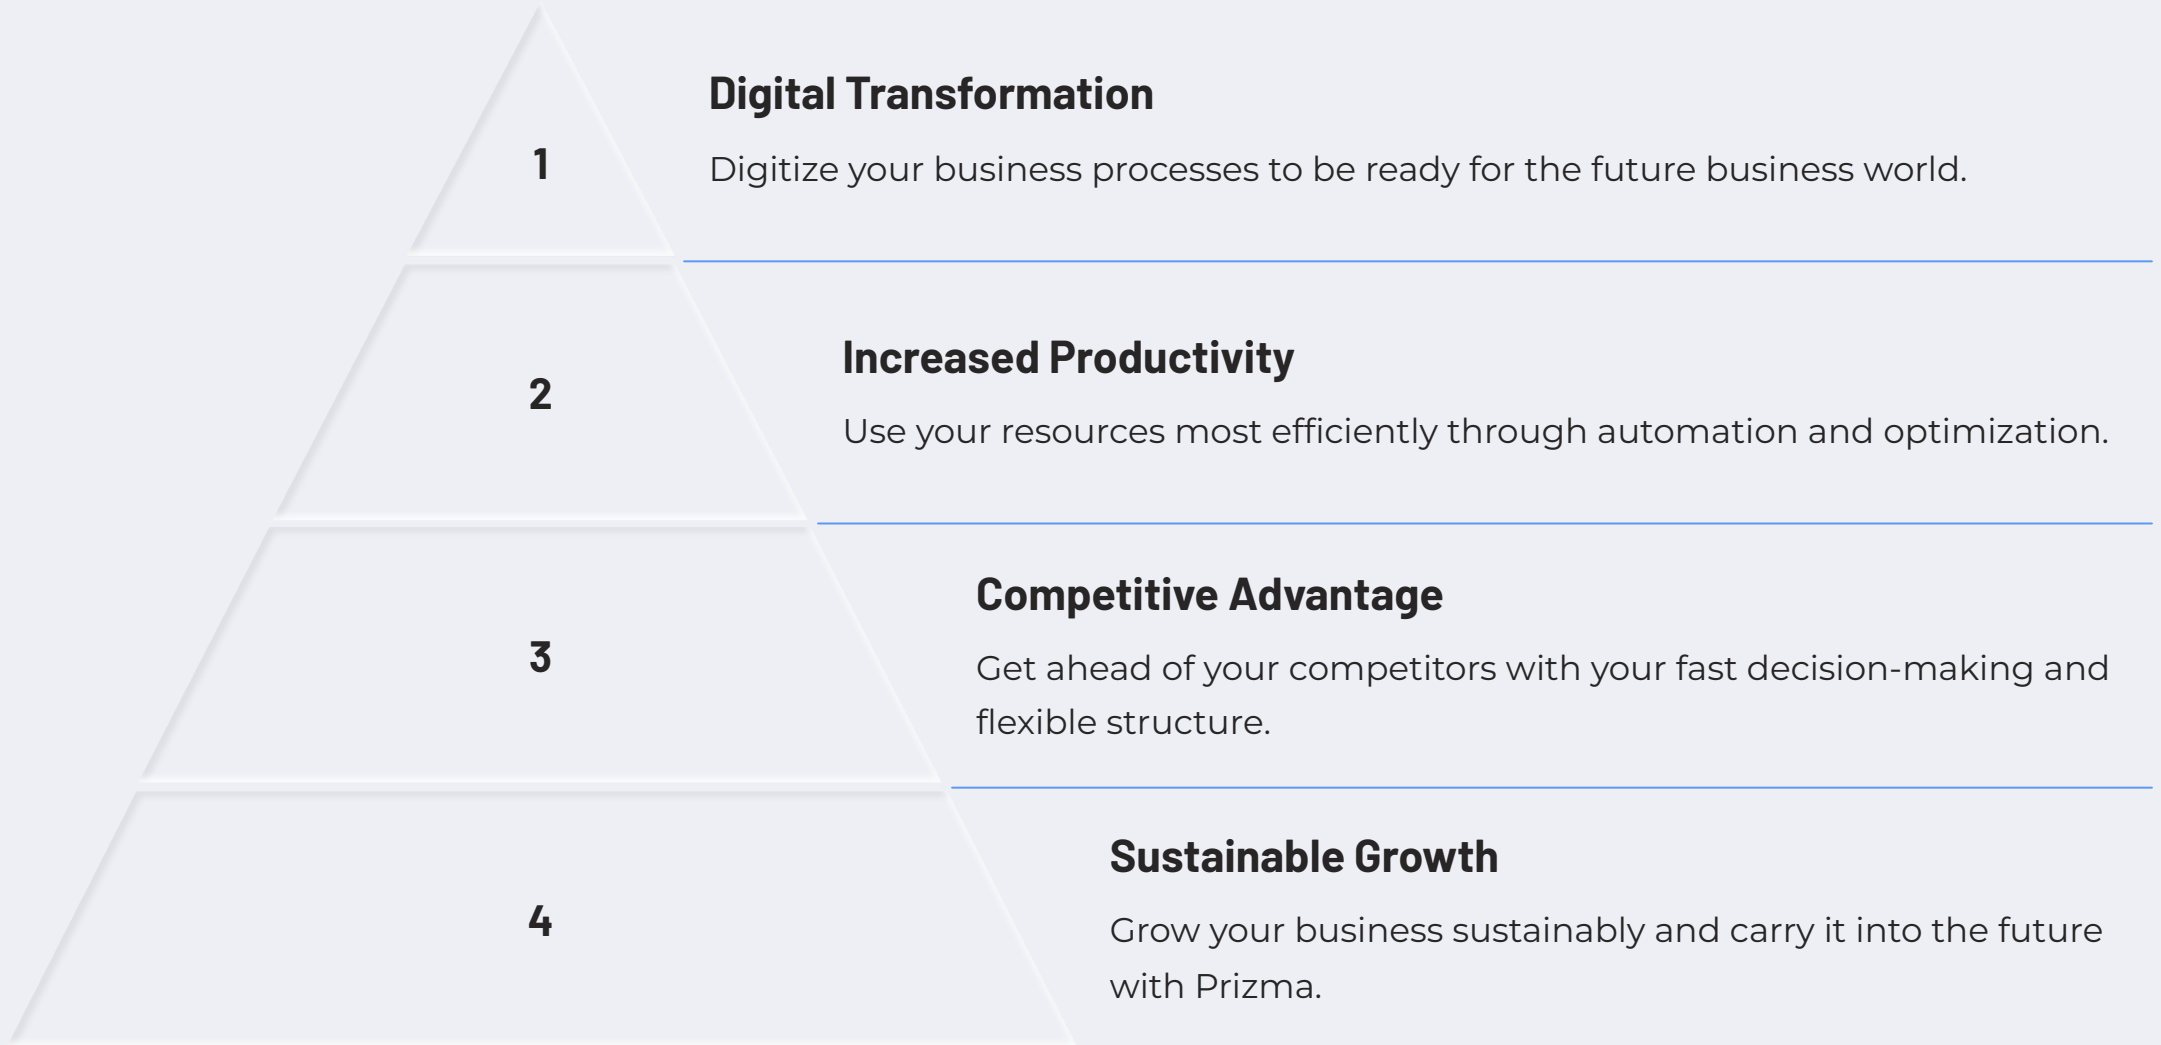 Digital Transformation
1
Digitize your business processes to be ready for the future business world.
Increased Productivity
2
Use your resources most efficiently through automation and optimization.
Competitive Advantage
3
Get ahead of your competitors with your fast decision-making and
flexible structure.
Sustainable Growth
4
Grow your business sustainably and carry it into the future
with Prizma.